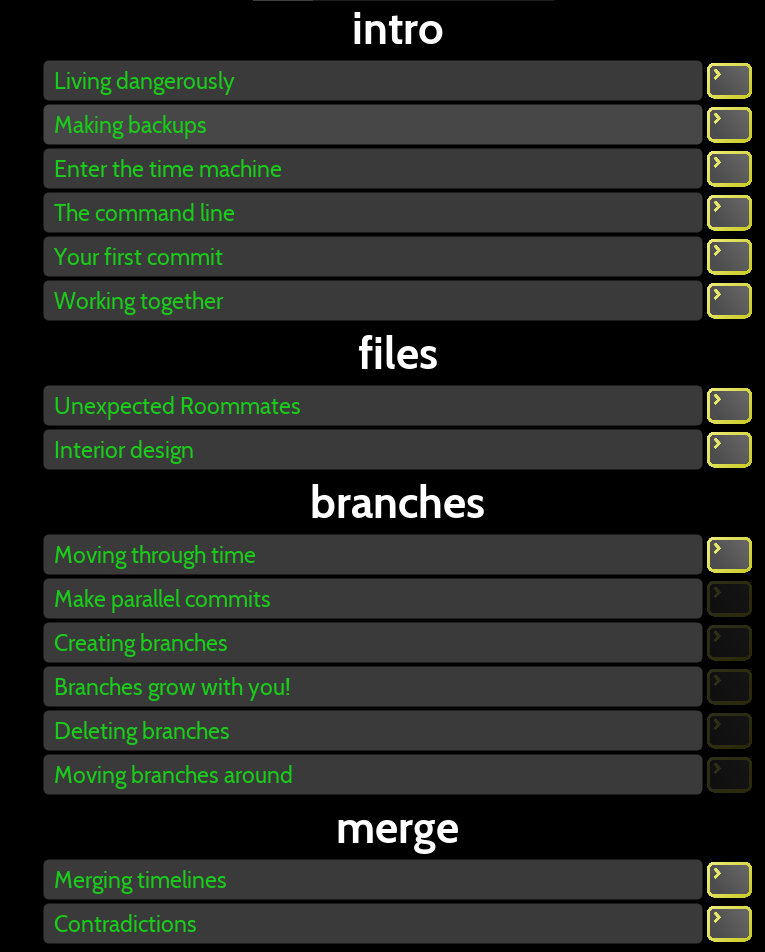 intro
Living dangerously
Making backups
Enter the time machine
The command line
Your first commit
Working together
files
Unexpected Roommates
Interior design
branches
Moving through time
Make parallel commits
Creating branches
Branches grow with you!
Deleting branches
Moving branches around
merge
Merging timelines
Contradictions